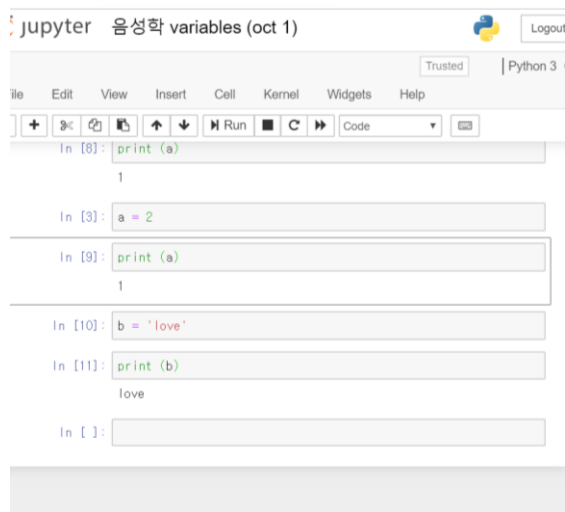 jupyter 음성학 variables (oct 1)
Logout
Trusted
Python 3
Edit View Insert Cell Kernel Widgets Help
Run Code
In [8]: print (a)
1
In [3]: a = 2
In [9]: print (a)
1
In [10]: b = 'love'
In [11]: print (b)
love
In [ ]: